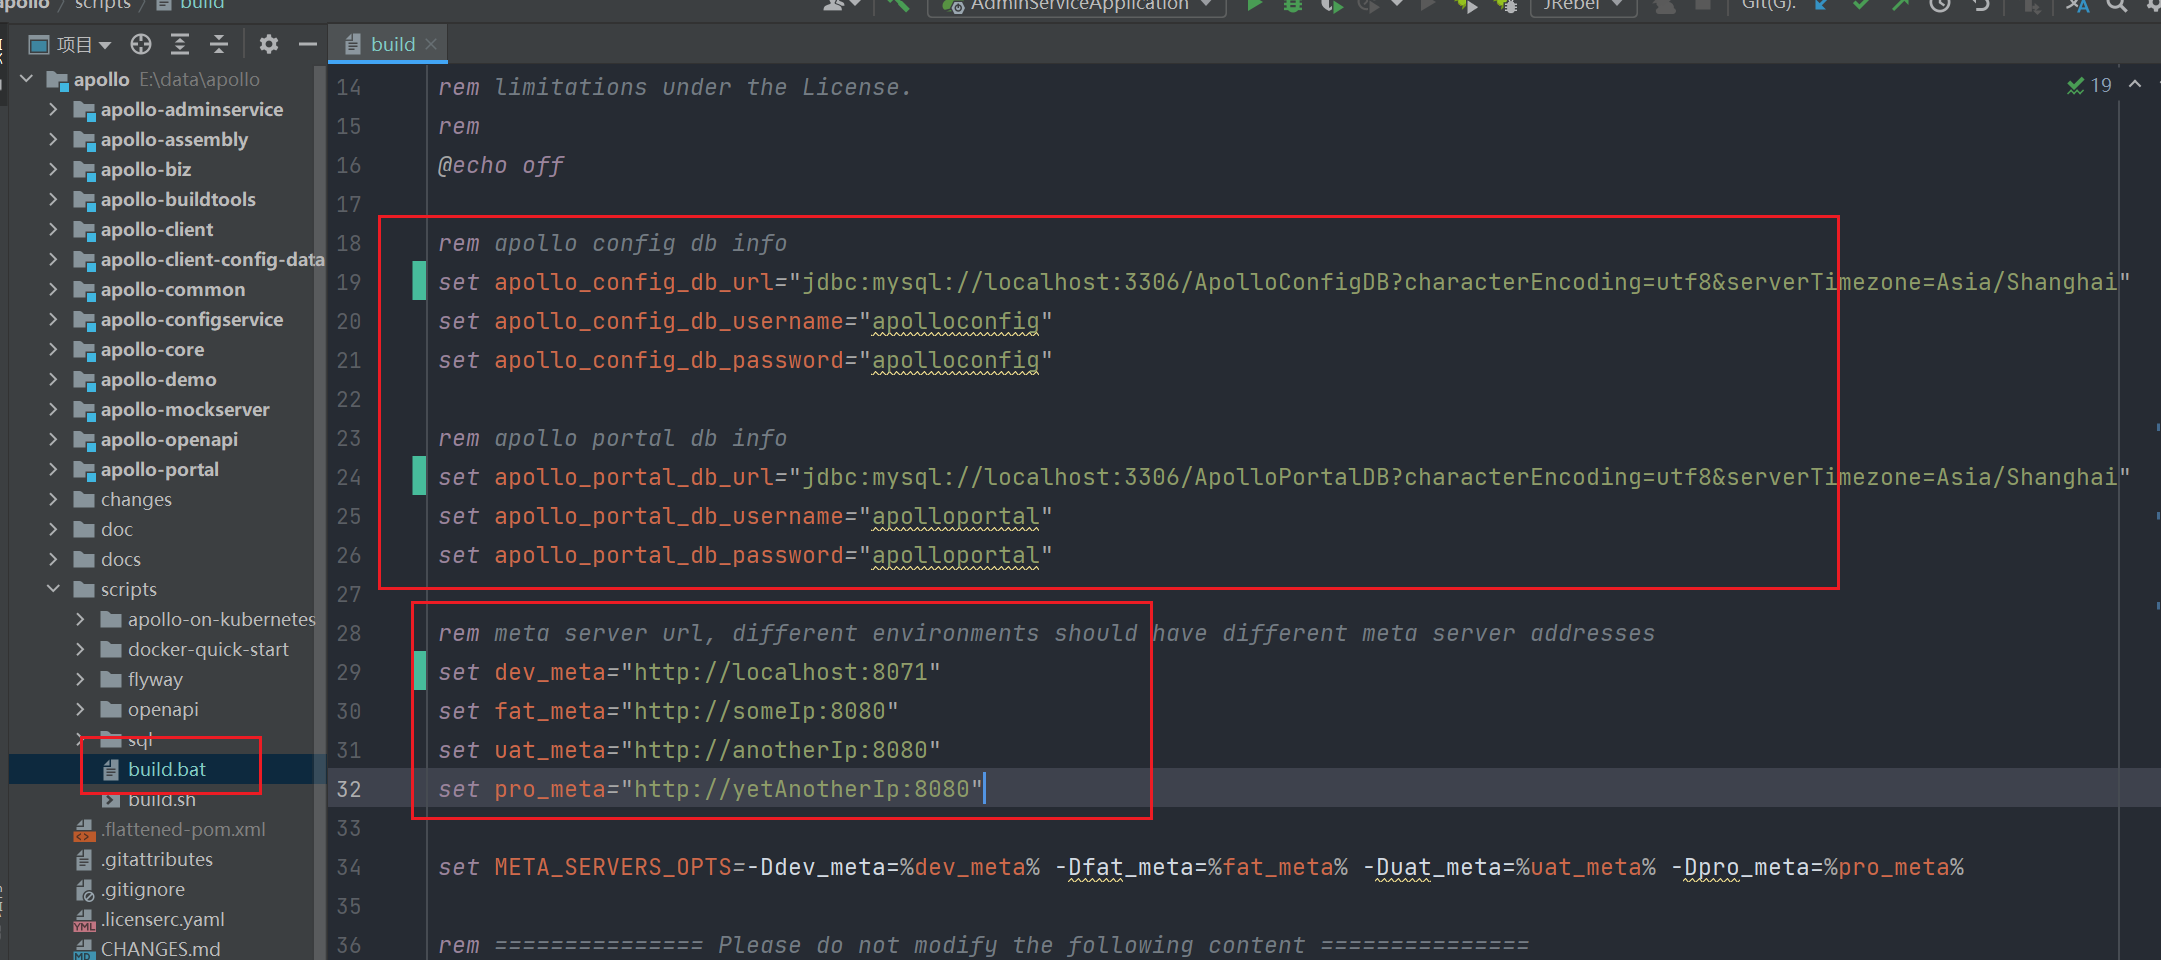 apollo / scripts / build
AdminServiceApplication
JRebel
Git(G):
项目
build
apollo E:\data\apollo
apollo-adminservice
apollo-assembly
apollo-biz
apollo-buildtools
apollo-client
apollo-client-config-data
apollo-common
apollo-configservice
apollo-core
apollo-demo
apollo-mockserver
apollo-openapi
apollo-portal
changes
doc
docs
scripts
apollo-on-kubernetes
docker-quick-start
flyway
openapi
sql
build.bat
build.sh
.flattened-pom.xml
.gitattributes
.gitignore
.licenserc.yaml
CHANGES.md
19
14 rem limitations under the License.
15 rem
16 @echo off
17
18 rem apollo config db info
19 set apollo_config_db_url="jdbc:mysql://localhost:3306/ApolloConfigDB?characterEncoding=utf8&serverTimezone=Asia/Shanghai"
20 set apollo_config_db_username="apolloconfig"
21 set apollo_config_db_password="apolloconfig"
22
23 rem apollo portal db info
24 set apollo_portal_db_url="jdbc:mysql://localhost:3306/ApolloPortalDB?characterEncoding=utf8&serverTimezone=Asia/Shanghai"
25 set apollo_portal_db_username="apolloportal"
26 set apollo_portal_db_password="apolloportal"
27
28 rem meta server url, different environments should have different meta server addresses
29 set dev_meta="http://localhost:8071"
30 set fat_meta="http://someIp:8080"
31 set uat_meta="http://anotherIp:8080"
32 set pro_meta="http://yetAnotherIp:8080"
33
34 set META_SERVERS_OPTS=-Ddev_meta=%dev_meta% -Dfat_meta=%fat_meta% -Duat_meta=%uat_meta% -Dpro_meta=%pro_meta%
35
36 rem =============== Please do not modify the following content ===============